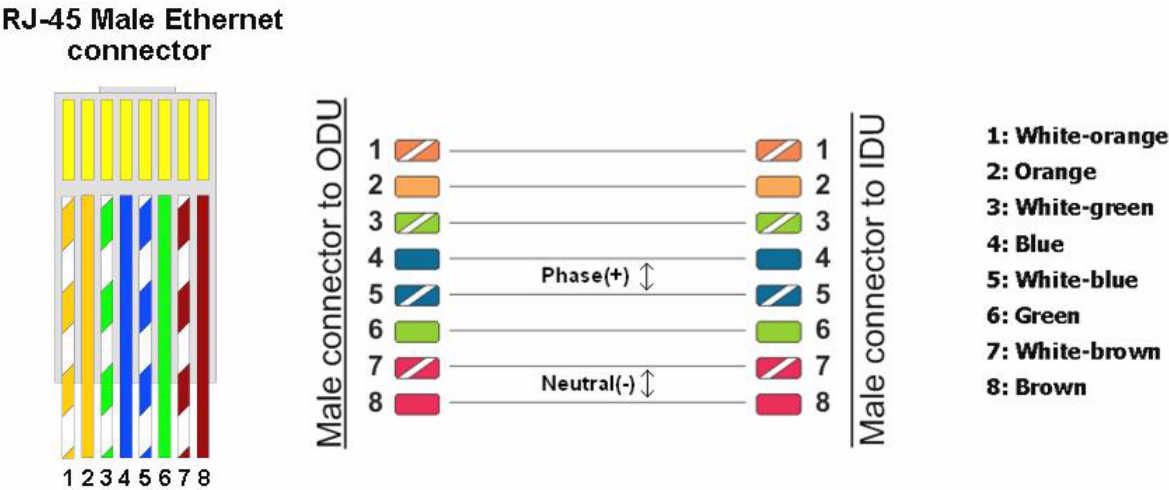 RJ-45 Male Ethernet
connector
1 2 3 4 5 6 7 8
Male connector to ODU
1
2
3
4
5
6
7
8
Phase(+)
Neutral(-)
1
2
3
4
5
6
7
8
Male connector to IDU
1: White-orange
2: Orange
3: White-green
4: Blue
5: White-blue
6: Green
7: White-brown
8: Brown